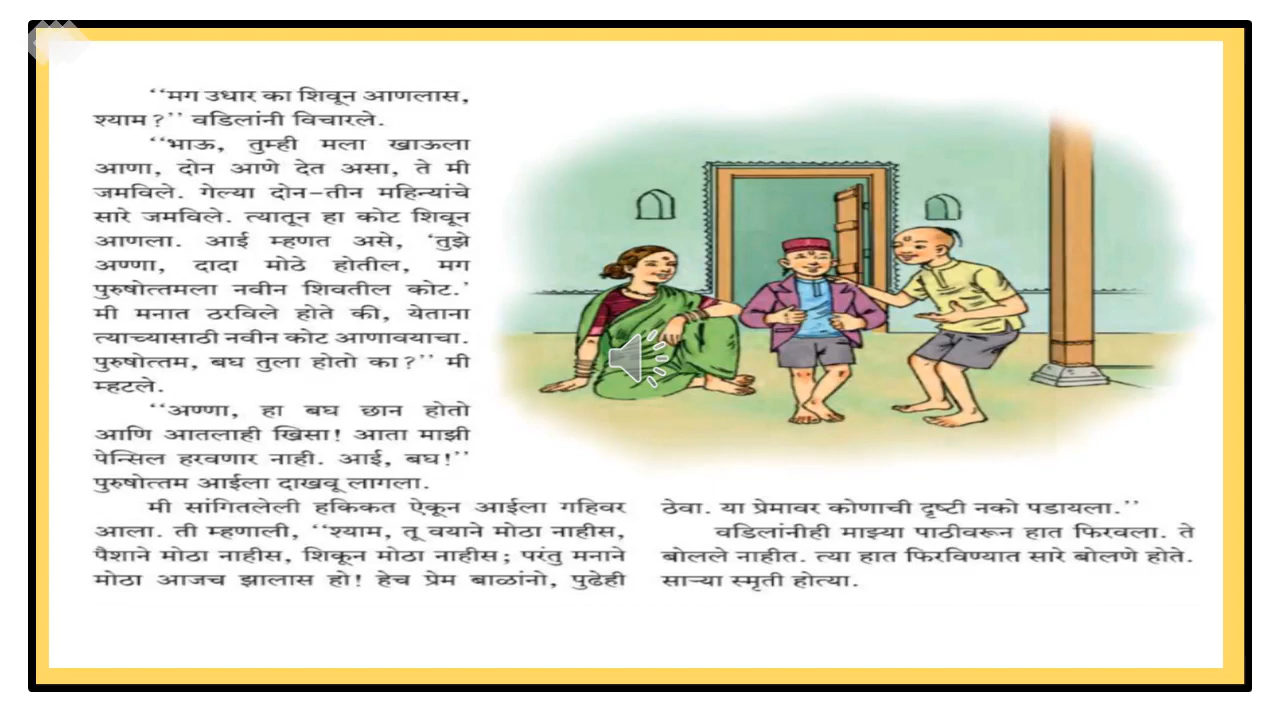 ‘‘मग उधार का शिवून आणलास,
श्याम?’’ वडिलांनी विचारले.
‘‘भाऊ, तुम्ही मला खाऊला
आणा, दोन आणे देत असा, ते मी
जमविले. गेल्या दोन-तीन महिन्यांचे
सारे जमविले. त्यातून हा कोट शिवून
आणला. आई म्हणत असे, ‘तुझे
अण्णा, दादा मोठे होतील, मग
पुरुषोत्तमला नवीन शिवतील कोट.’
मी मनात ठरविले होते की, येताना
त्याच्यासाठी नवीन कोट आणावयाचा.
पुरुषोत्तम, बघ तुला होतो का?’’ मी
म्हटले.
‘‘अण्णा, हा बघ छान होतो
आणि आतलाही खिसा! आता माझी
पेन्सिल हरवणार नाही. आई, बघ!’’
पुरुषोत्तम आईला दाखवू लागला.
मी सांगितलेली हकिकत ऐकून आईला गहिवर
आला. ती म्हणाली, ‘‘श्याम, तू वयाने मोठा नाहीस,
पैशाने मोठा नाहीस, शिकून मोठा नाहीस; परंतु मनाने
मोठा आजच झालास हो! हेच प्रेम बाळांनो, पुढेही
ठेवा. या प्रेमावर कोणाची दृष्टी नको पडायला.’’
वडिलांनीही माझ्या पाठीवरून हात फिरवला. ते
बोलले नाहीत. त्या हात फिरविण्यात सारे बोलणे होते.
साऱ्या स्मृती होत्या.